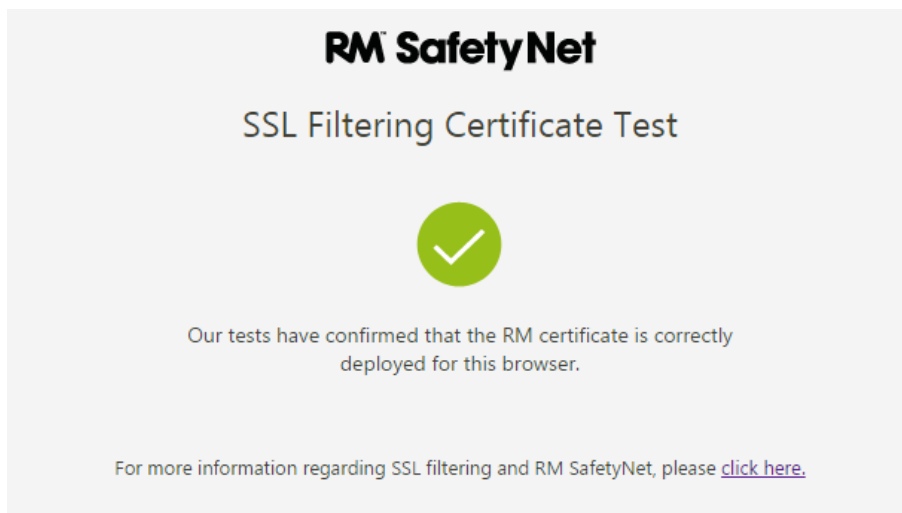 RM™ SafetyNet
SSL Filtering Certificate Test
Our tests have confirmed that the RM certificate is correctly
deployed for this browser.
For more information regarding SSL filtering and RM SafetyNet, please click here.